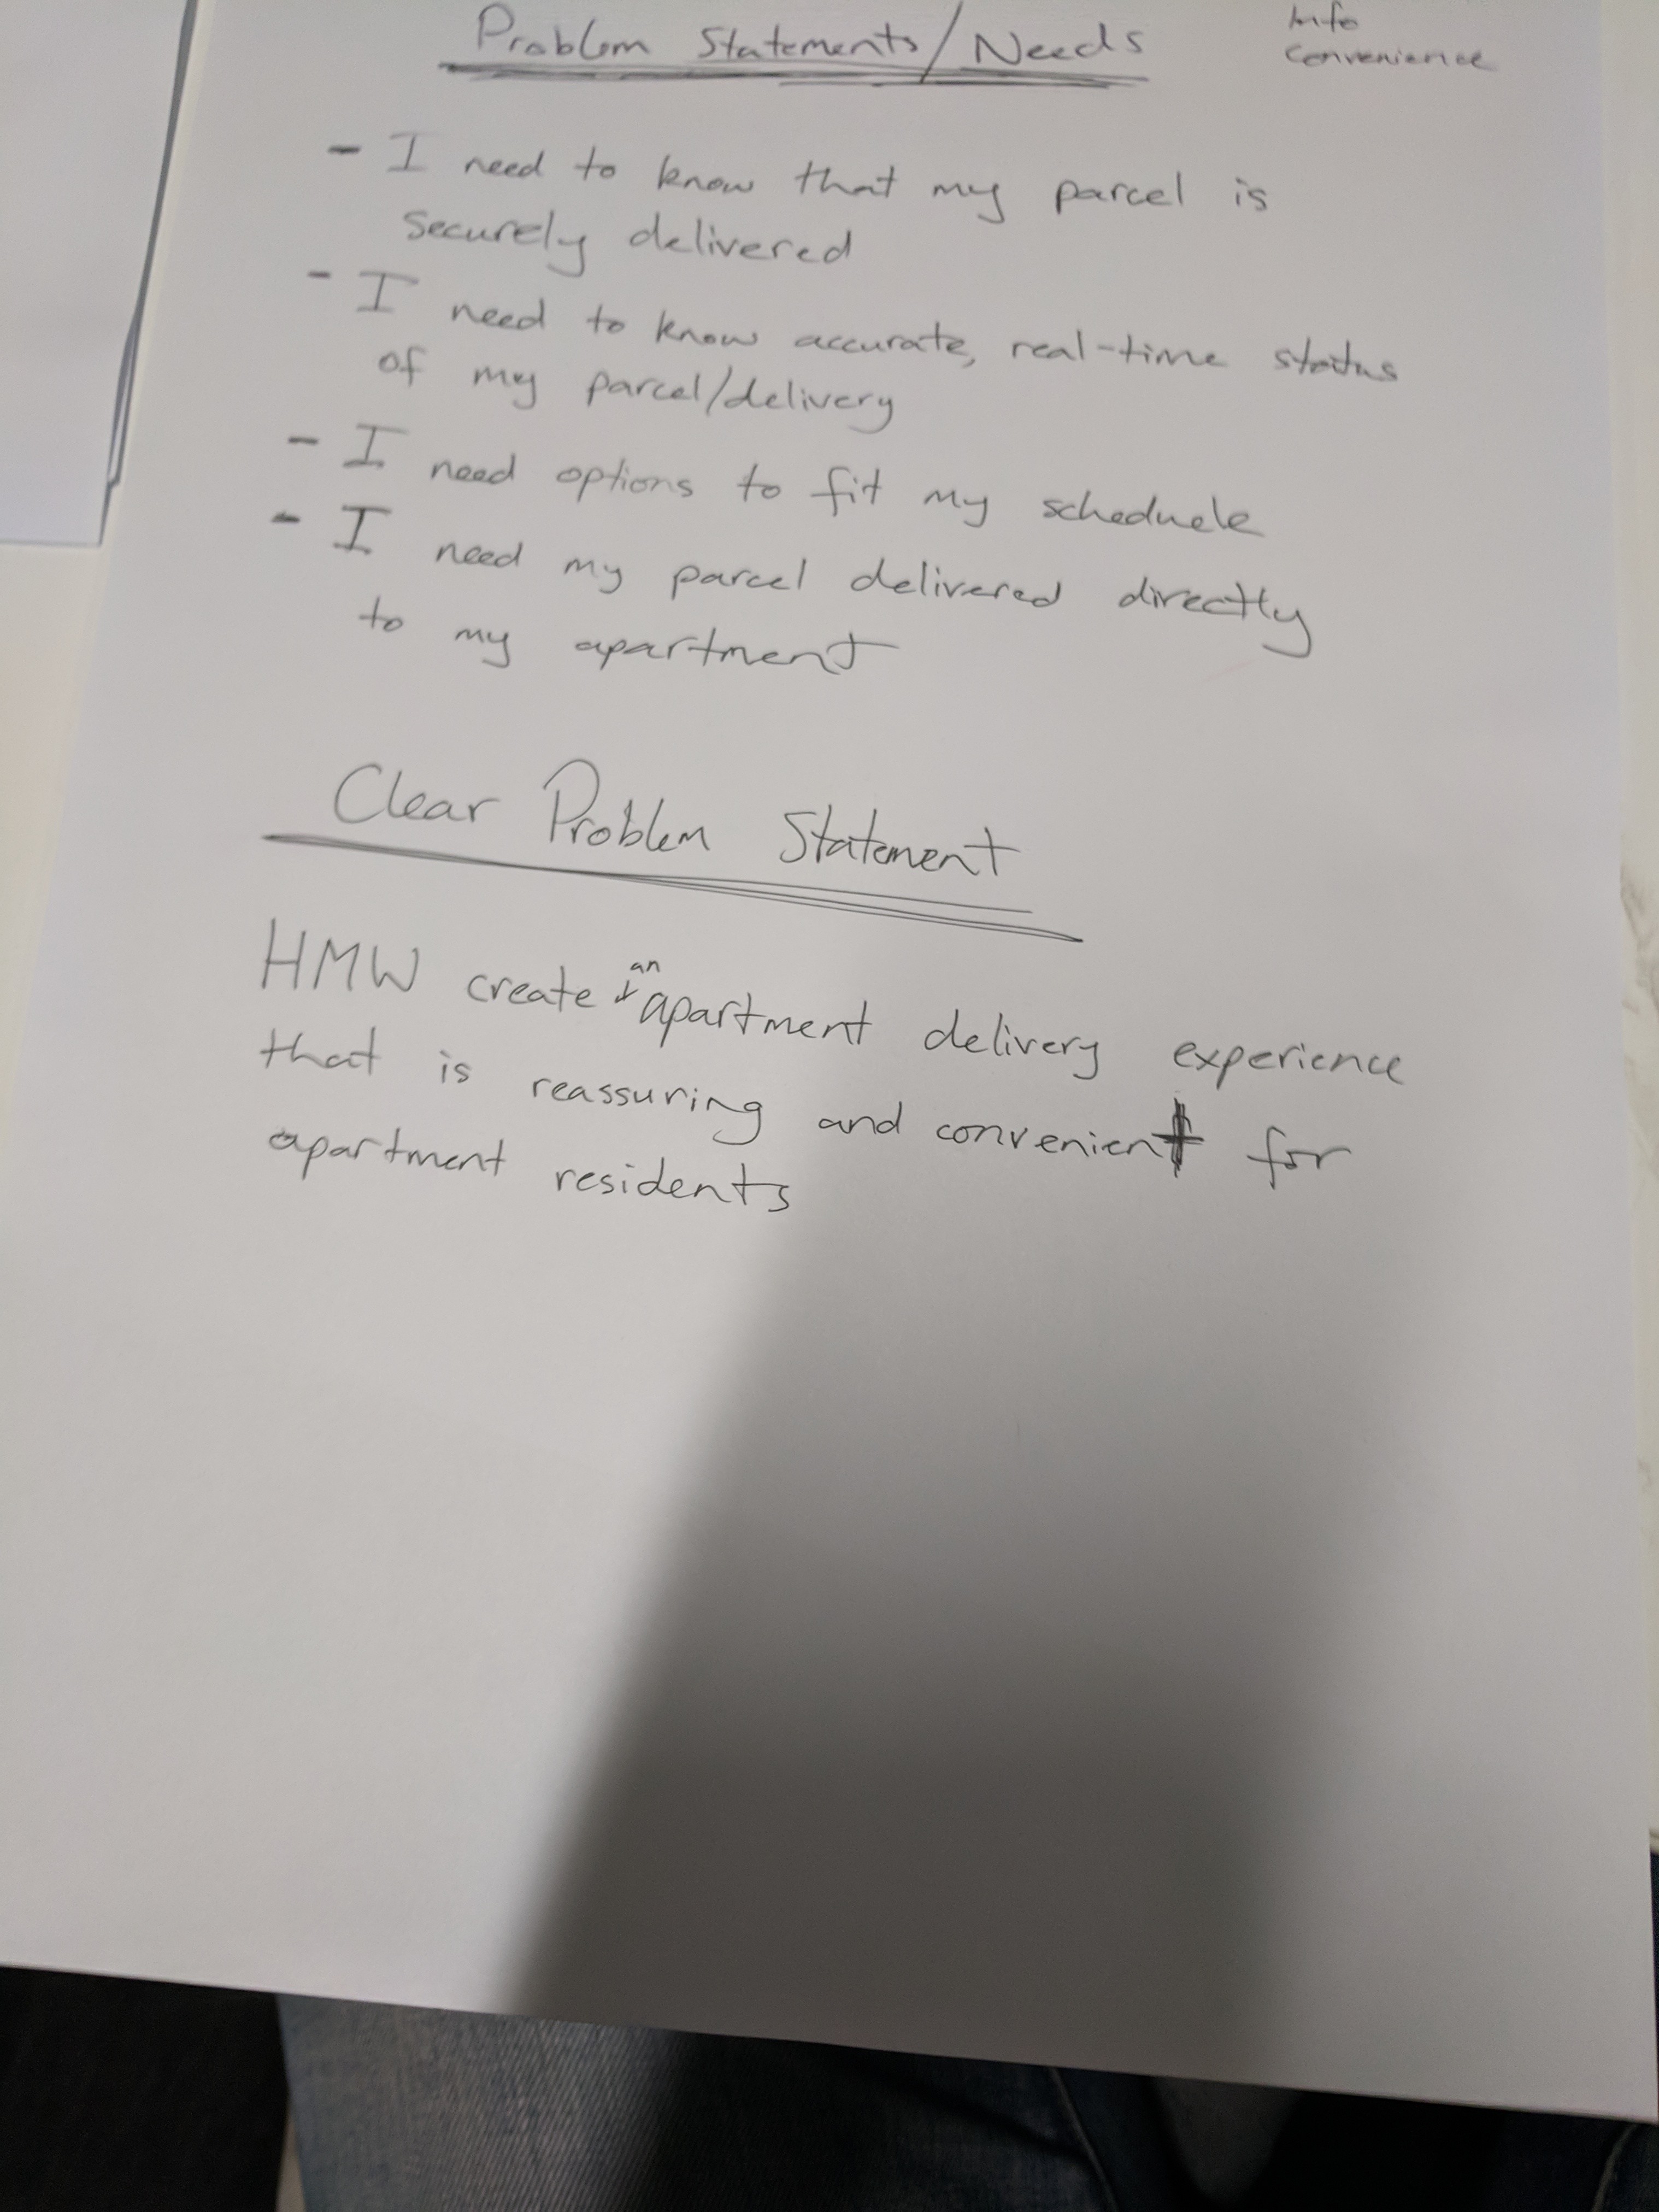 Problem Statements/Needs
Info
Convenience
- I need to know that my parcel is
securely delivered
- I need to know accurate, real-time status
of my parcel/delivery
- I need options to fit my scheduele
- I need my parcel delivered directly
to my apartment
Clear Problem Statement
HMW create an apartment delivery experience
that is reassuring and convenient for
apartment residents